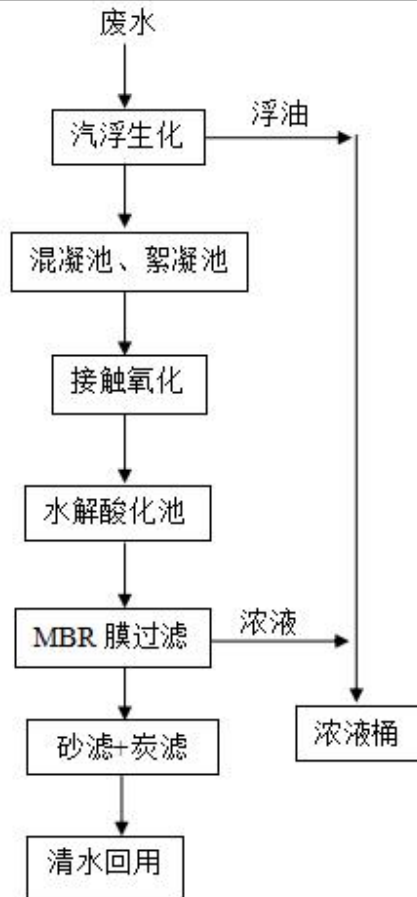 废水
汽浮生化
浮油
混凝池、絮凝池
接触氧化
水解酸化池
MBR 膜过滤
浓液
砂滤+炭滤
浓液桶
清水回用